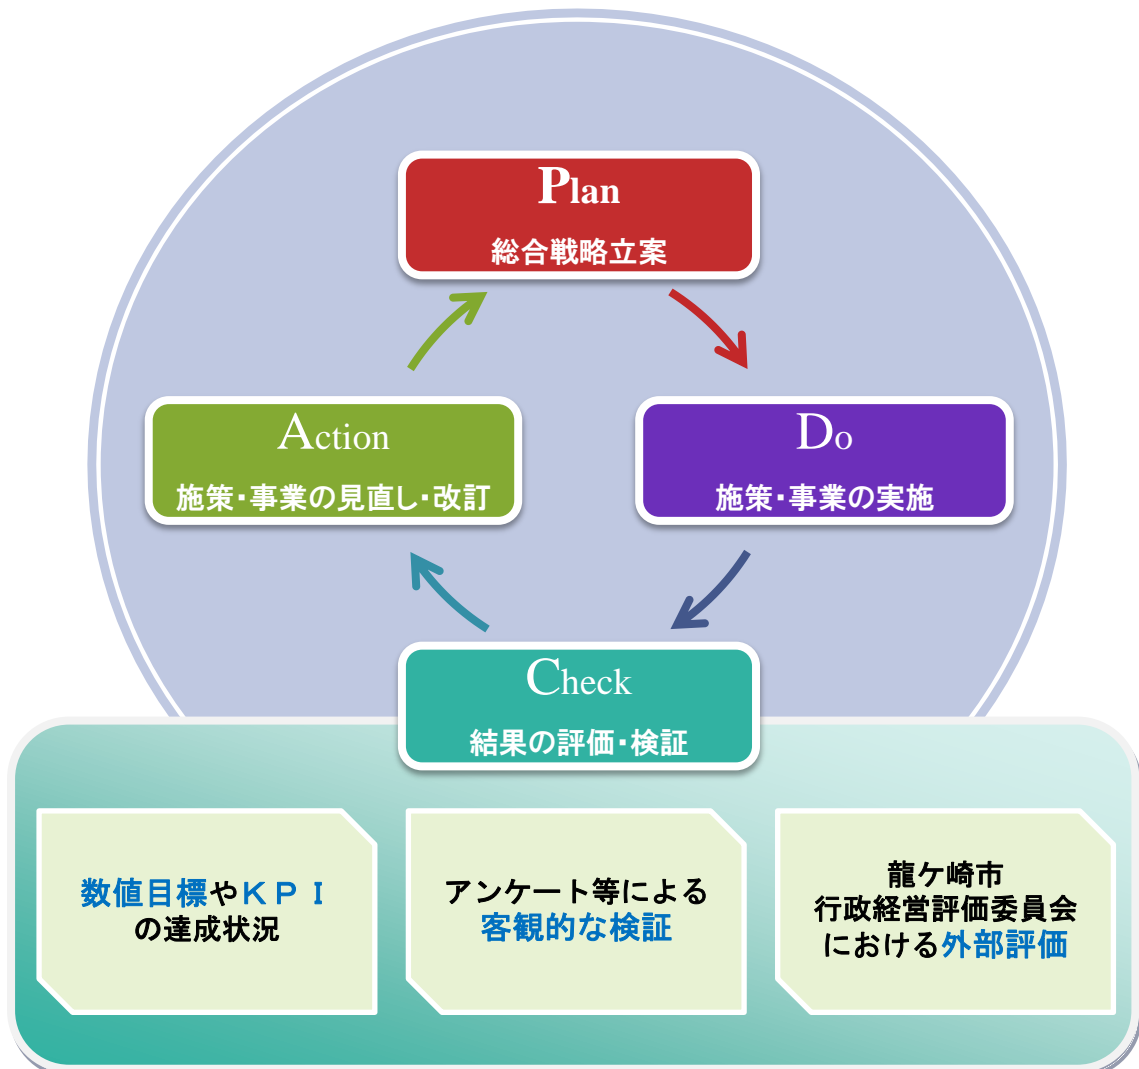 Plan
総合戦略立案
Action
施策・事業の見直し・改訂
Do
施策・事業の実施
Check
結果の評価・検証
数値目標やＫＰＩ
の達成状況
アンケート等による
客観的な検証
龍ケ崎市
行政経営評価委員会
における外部評価